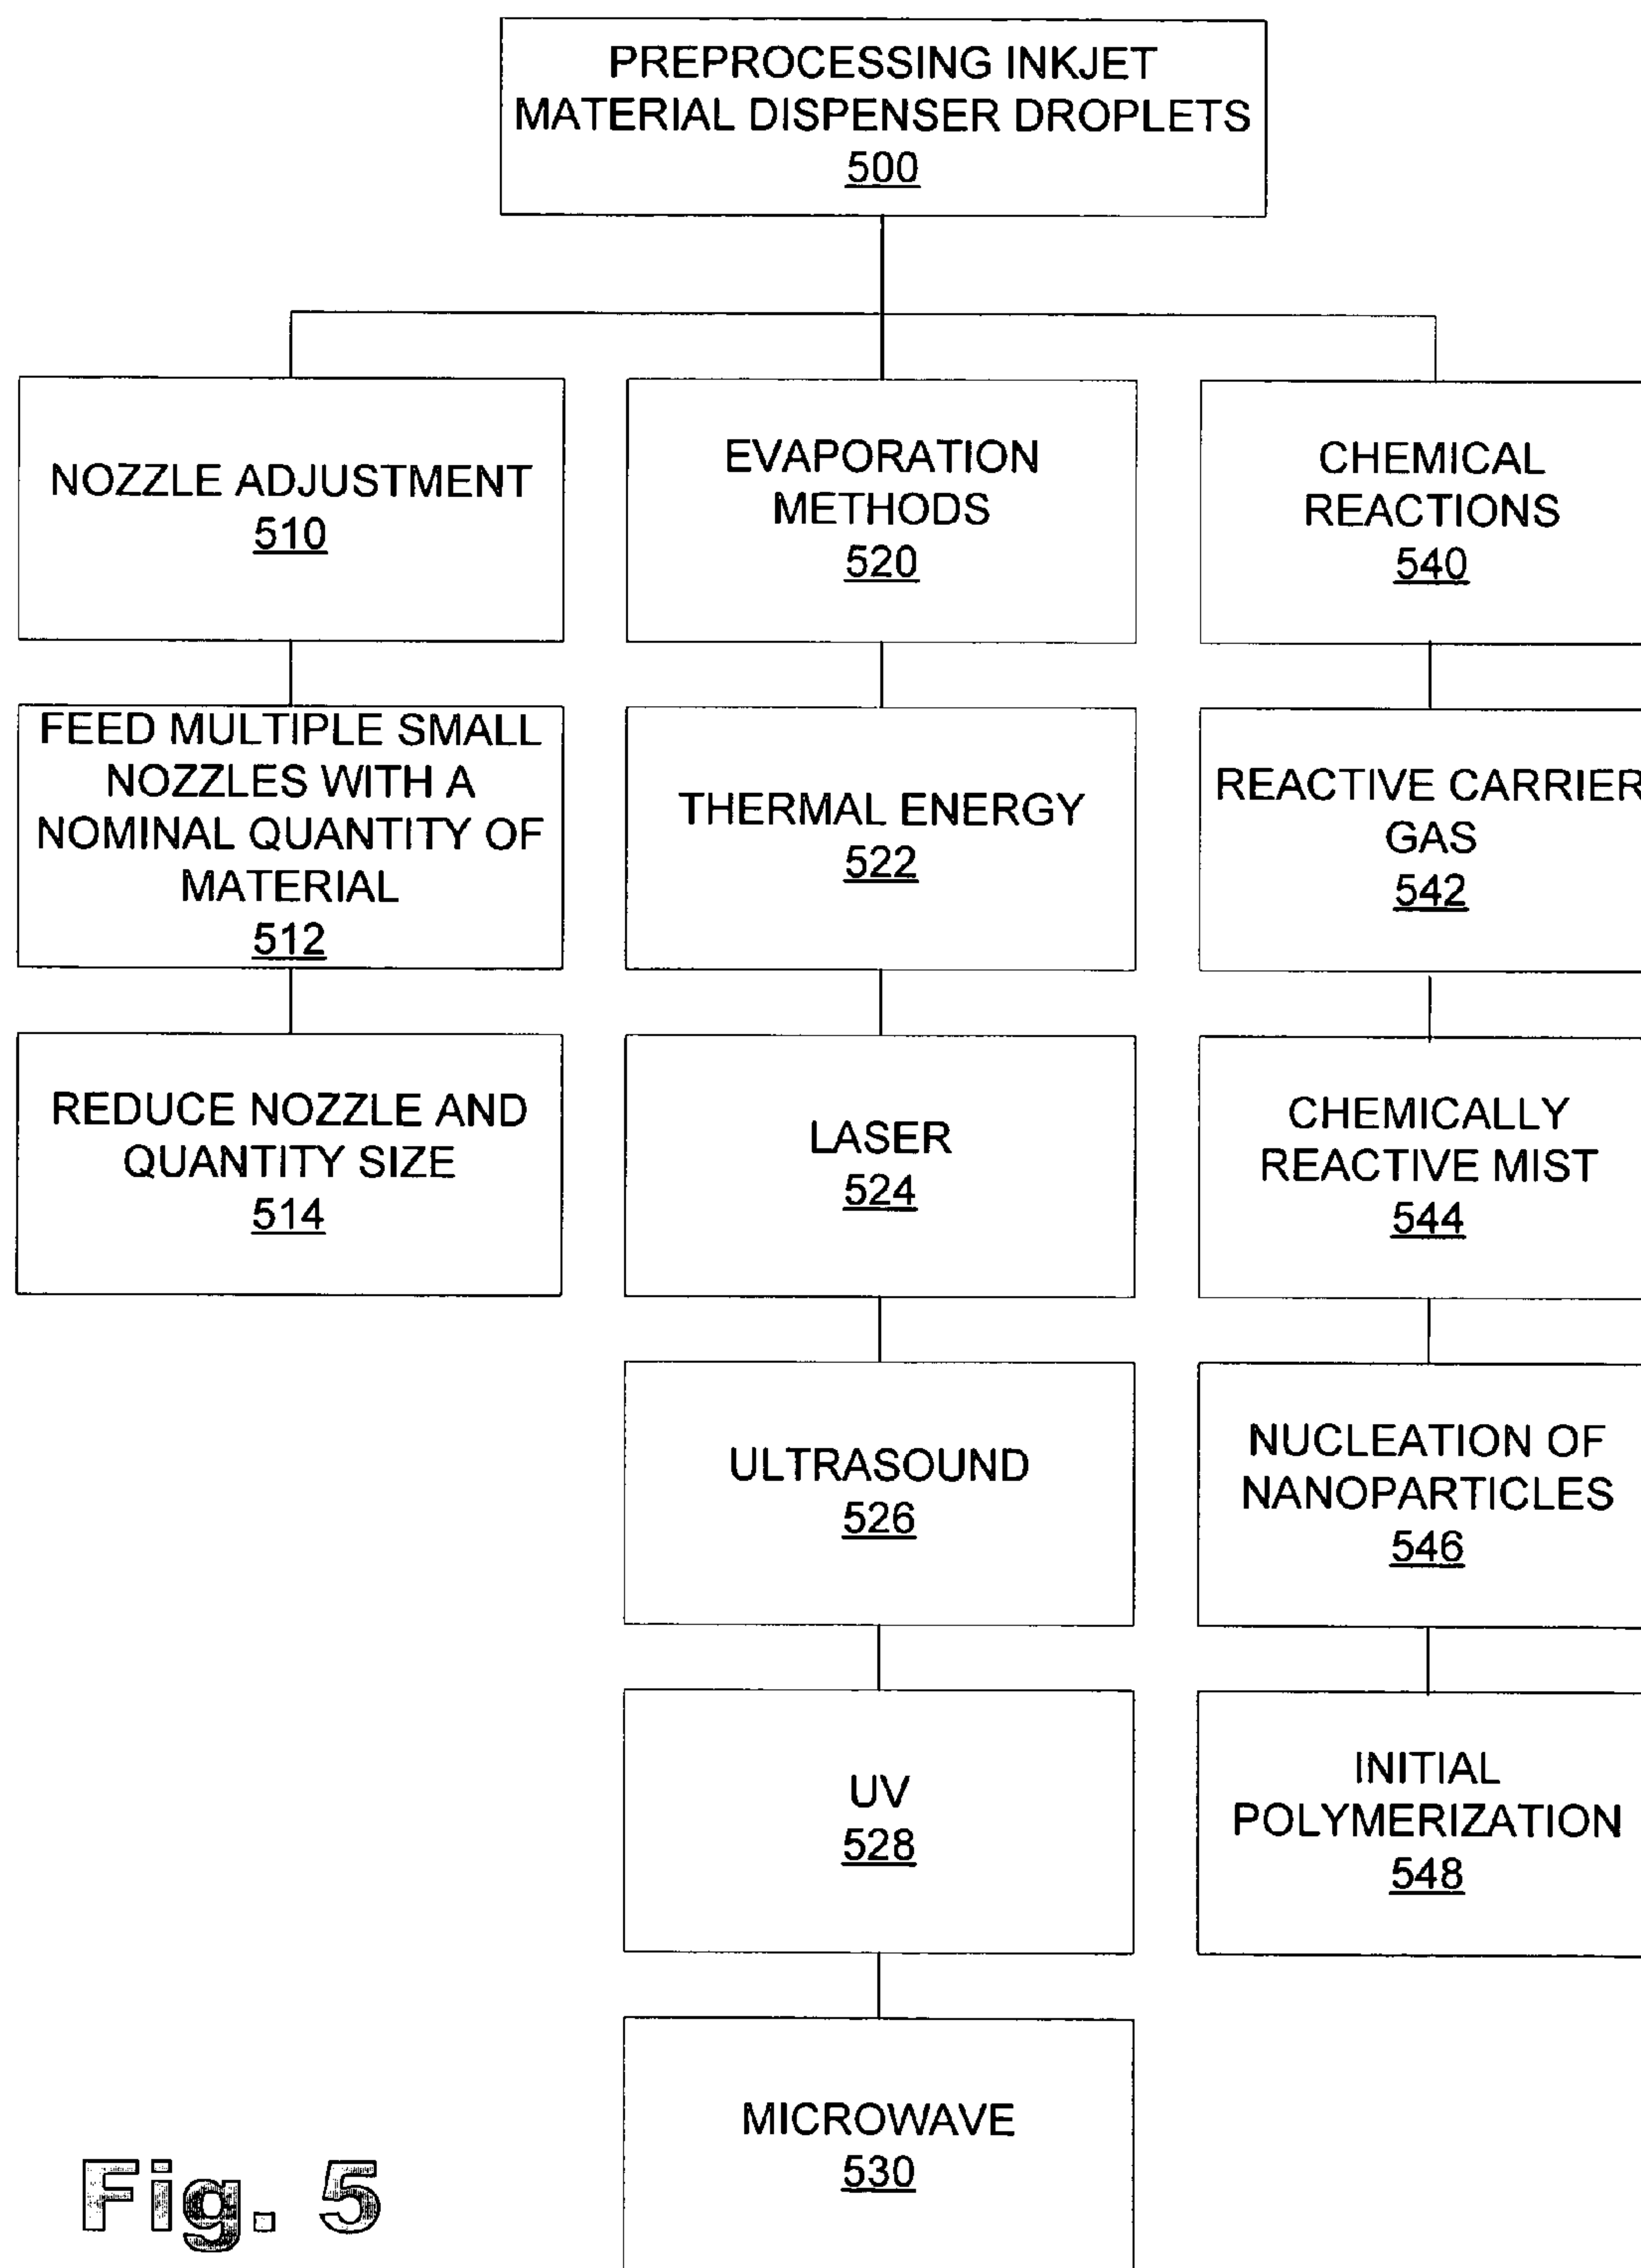 PREPROCESSING INKJET
MATERIAL DISPENSER DROPLETS
500
NOZZLE ADJUSTMENT
510
FEED MULTIPLE SMALL
NOZZLES WITH A
NOMINAL QUANTITY OF
MATERIAL
512
REDUCE NOZZLE AND
QUANTITY SIZE
514
EVAPORATION
METHODS
520
THERMAL ENERGY
522
LASER
524
ULTRASOUND
526
UV
528
MICROWAVE
530
CHEMICAL
REACTIONS
540
REACTIVE CARRIER
GAS
542
CHEMICALLY
REACTIVE MIST
544
NUCLEATION OF
NANOPARTICLES
546
INITIAL
POLYMERIZATION
548
Fig. 5